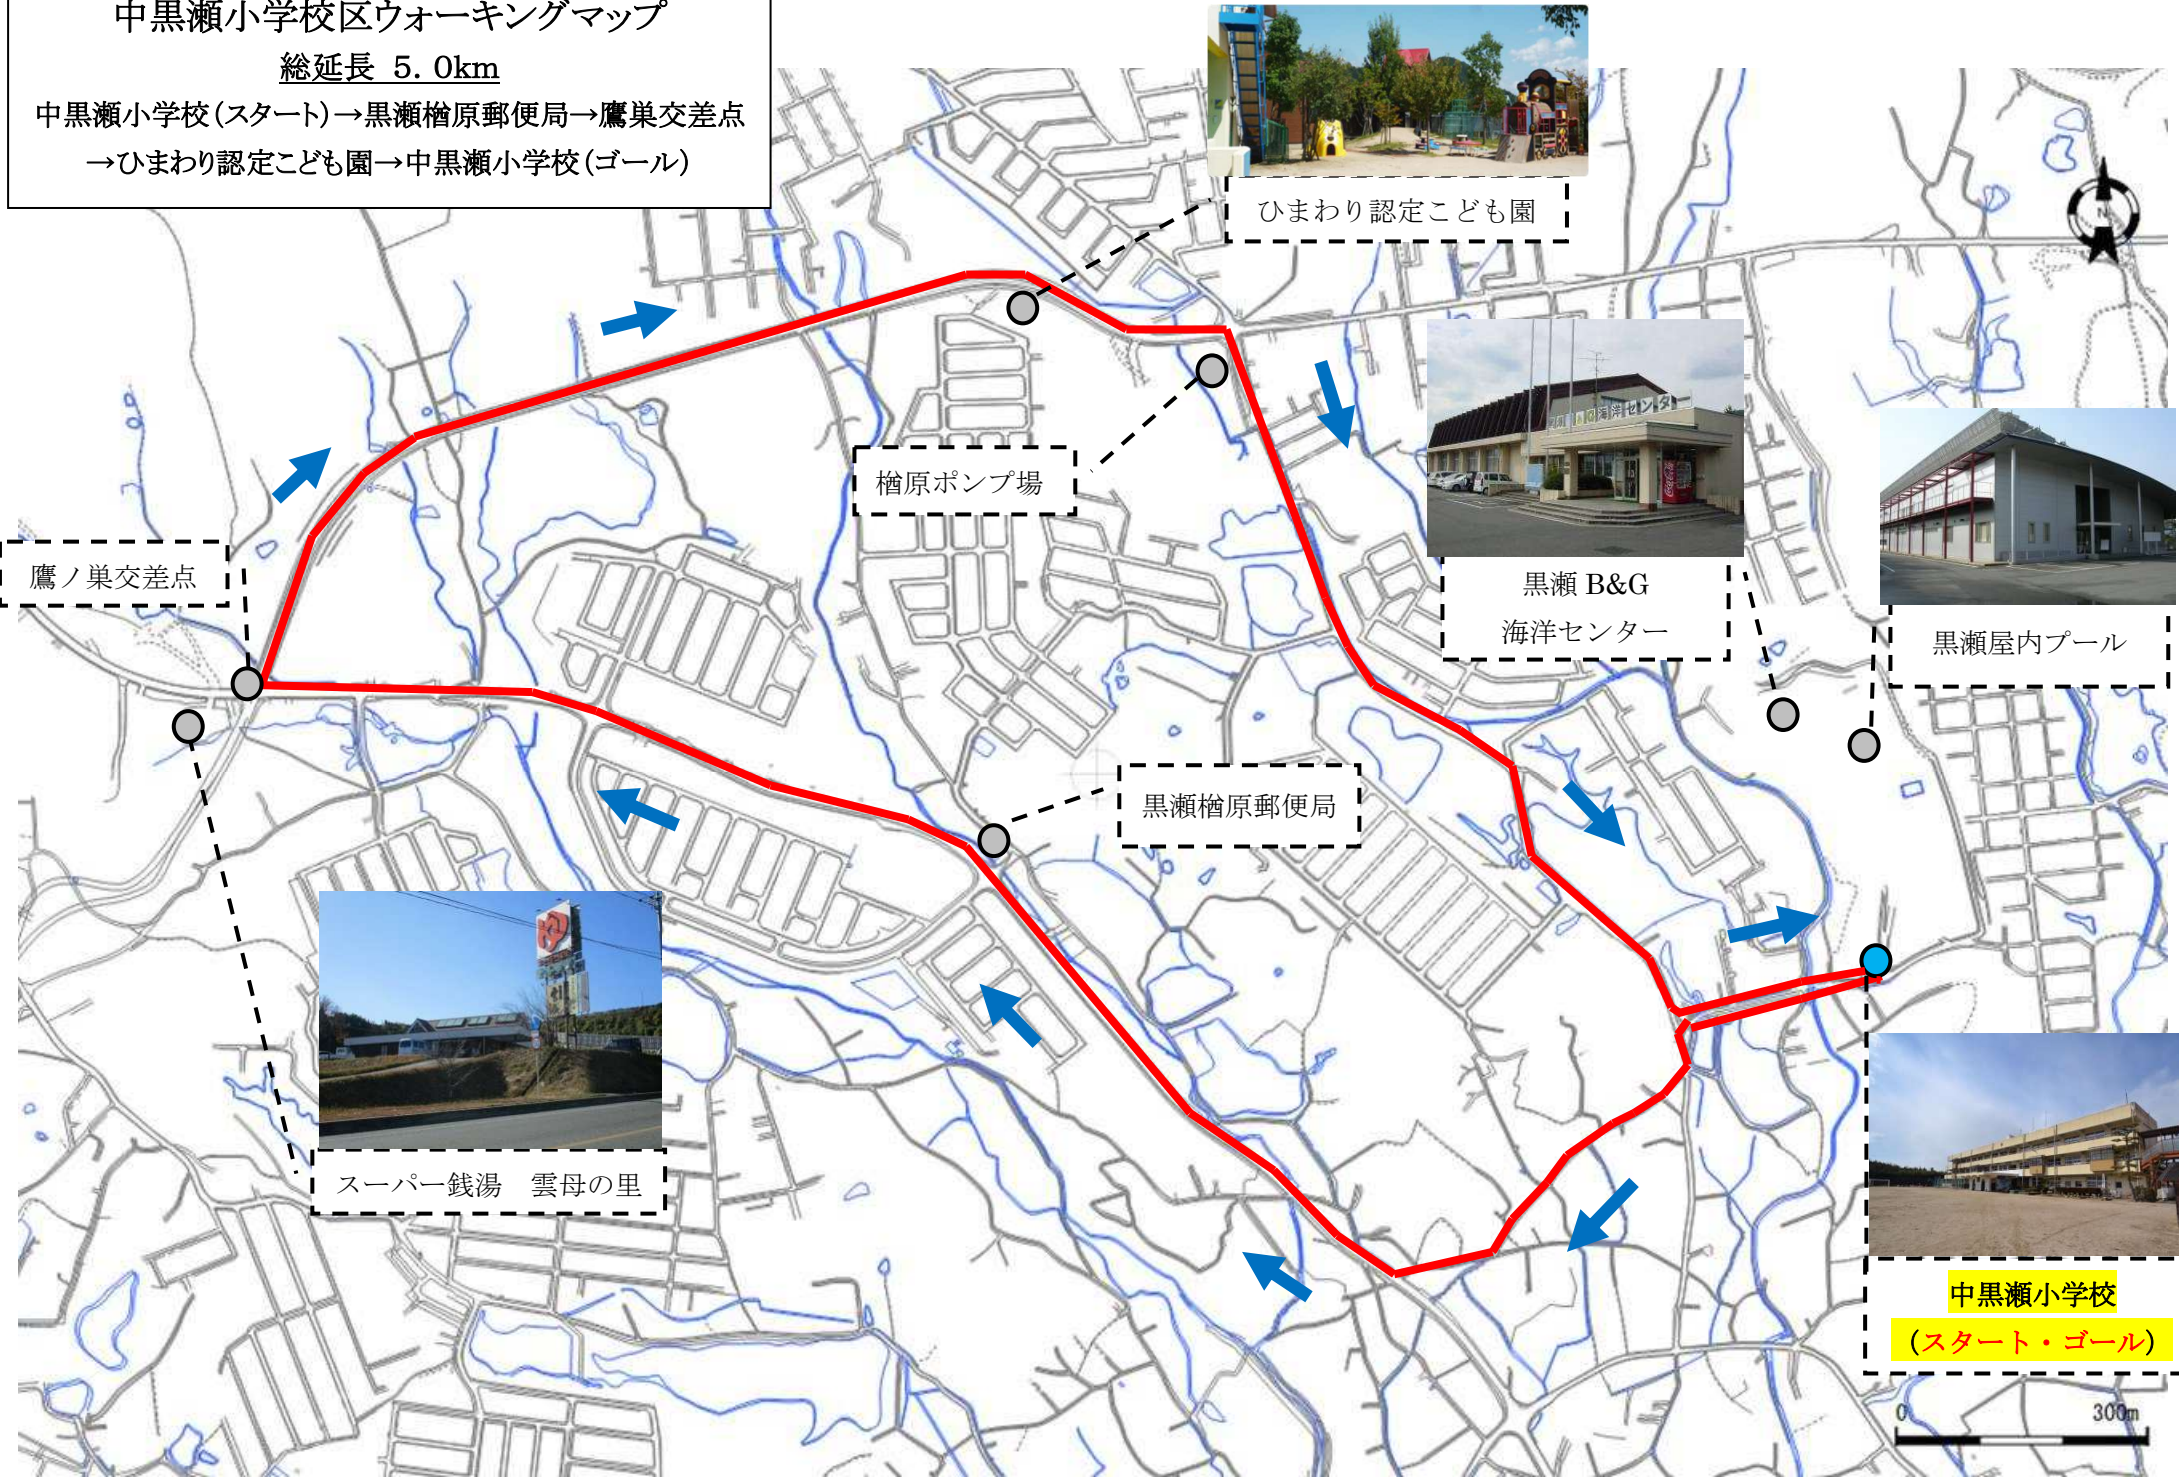 中黒瀬小学校区ウォーキングマップ
総延長 5.0km
中黒瀬小学校(スタート)→黒瀬楢原郵便局→鷹巣交差点
→ひまわり認定こども園→中黒瀬小学校(ゴール)
ひまわり認定こども園
N
海洋センター
楢原ポンプ場
鷹ノ巣交差点
黒瀬 B&G
海洋センター
黒瀬屋内プール
黒瀬楢原郵便局
スーパー銭湯　雲母の里
中黒瀬小学校
(スタート・ゴール)
0 300m